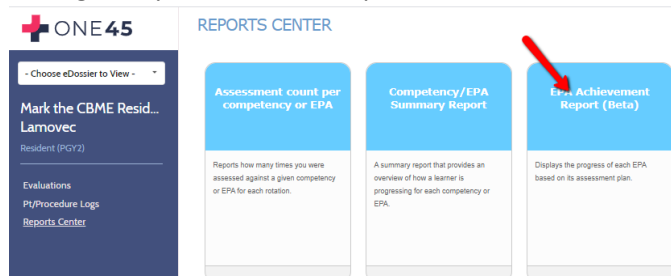 ONE45
REPORTS CENTER
- Choose eDossier to View -
Mark the CBME Resid...
Lamovec
Resident (PGY2)
Evaluations
Pt/Procedure Logs
Reports Center
Assessment count per
competency or EPA
Reports how many times you were
assessed against a given competency
or EPA for each rotation.
Competency/EPA
Summary Report
A summary report that provides an
overview of how a learner is
progressing for each competency or
EPA.
EPA Achievement
Report (Beta)
Displays the progress of each EPA
based on its assessment plan.